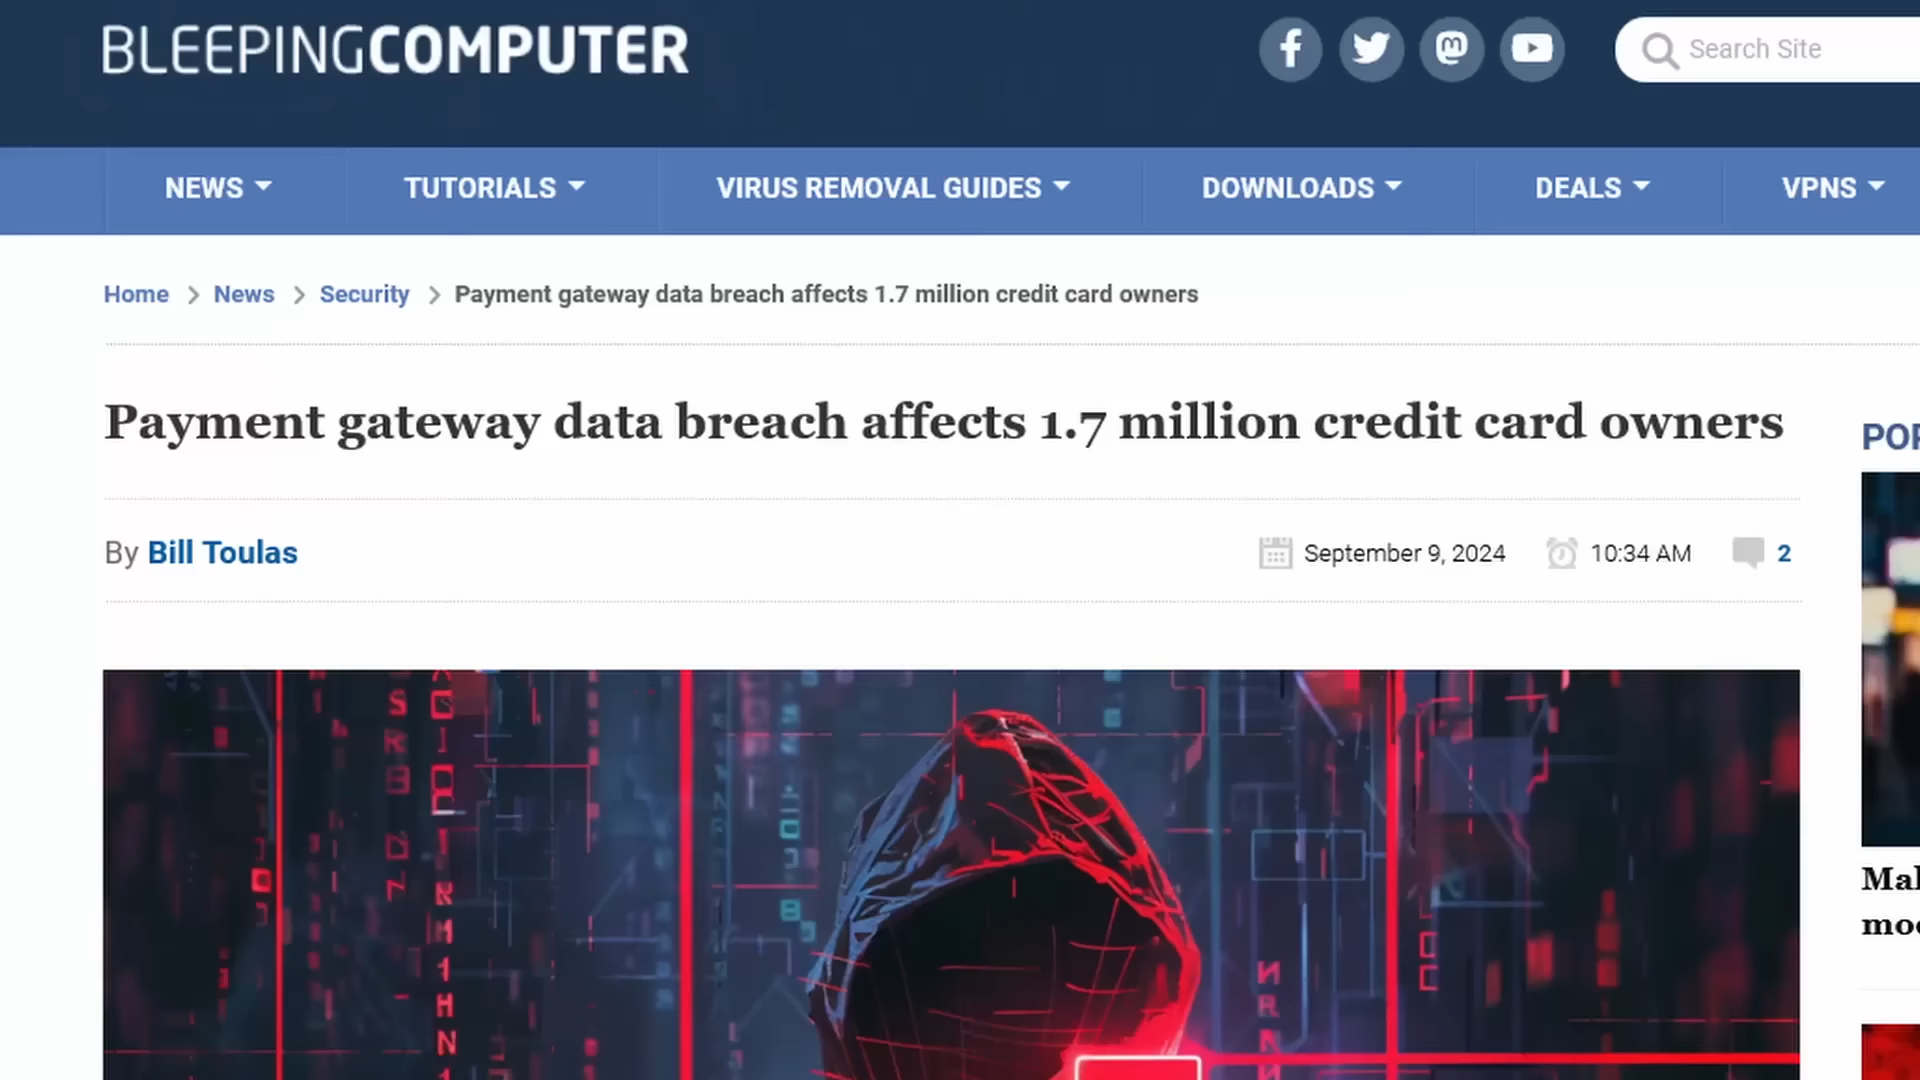 BLEEPINGCOMPUTER
Search Site
NEWS TUTORIALS VIRUS REMOVAL GUIDES DOWNLOADS DEALS VPNS
Home > News > Security > Payment gateway data breach affects 1.7 million credit card owners
Payment gateway data breach affects 1.7 million credit card owners
By Bill Toulas
September 9, 2024 10:34 AM 2